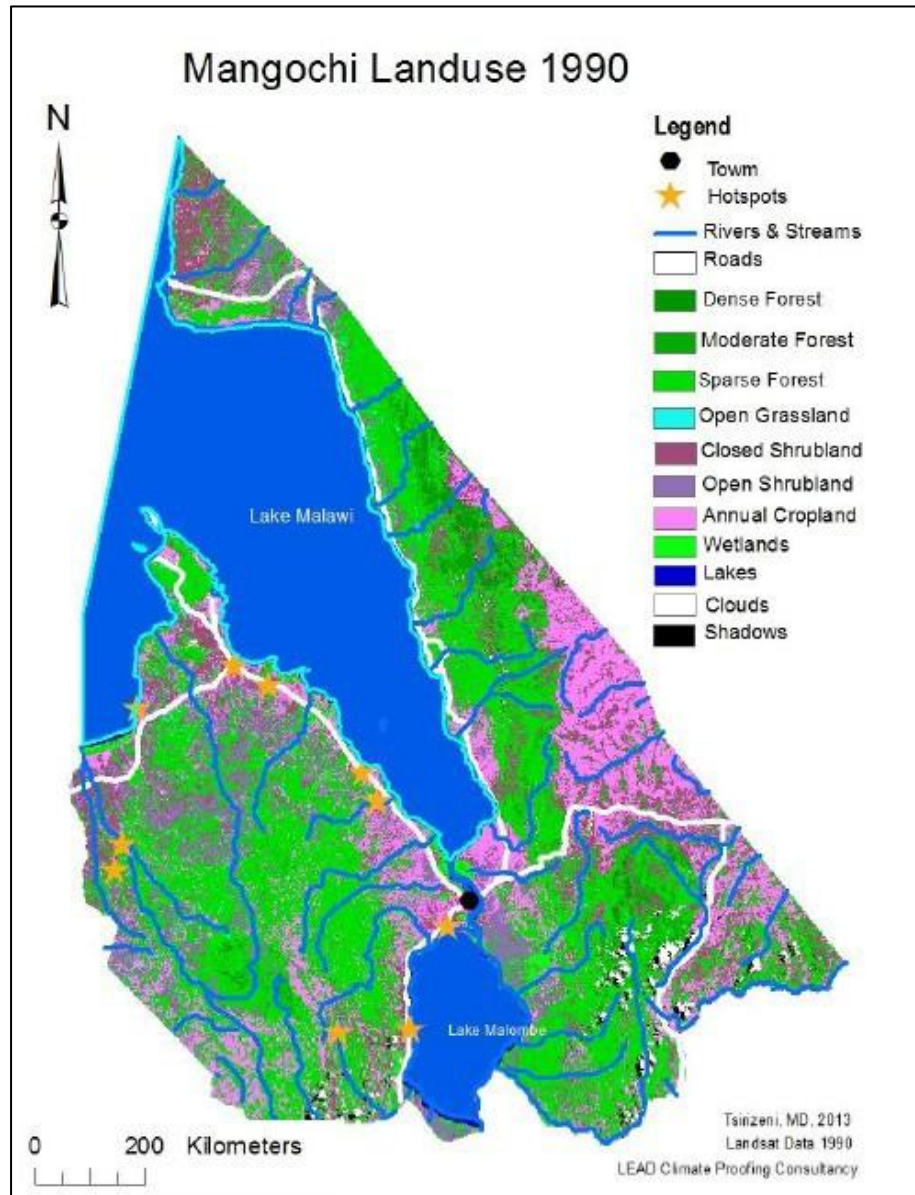 Mangochi Landuse 1990
N
Legend
Towm
Hotspots
Rivers & Streams
Roads
Dense Forest
Moderate Forest
Sparse Forest
Open Grassland
Closed Shrubland
Open Shrubland
Annual Cropland
Wetlands
Lakes
Clouds
Shadows
Lake Malawi
Lake Malombe
0 200 Kilometers
Tsirizeni, MD, 2013
Landsat Data 1990
LEAD Climate Proofing Consultancy